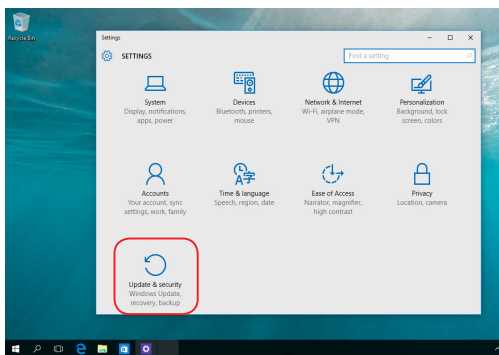 Recycle Bin
Settings
SETTINGS
Find a setting
System
Display, notifications,
apps, power
Devices
Bluetooth, printers,
mouse
Network & Internet
Wi-Fi, airplane mode,
VPN
Personalization
Background, lock
screen, colors
Accounts
Your account, sync
settings, work, family
Time & language
Speech, region, date
Ease of Access
Narrator, magnifier,
high contrast
Privacy
Location, camera
Update & security
Windows Update,
recovery, backup